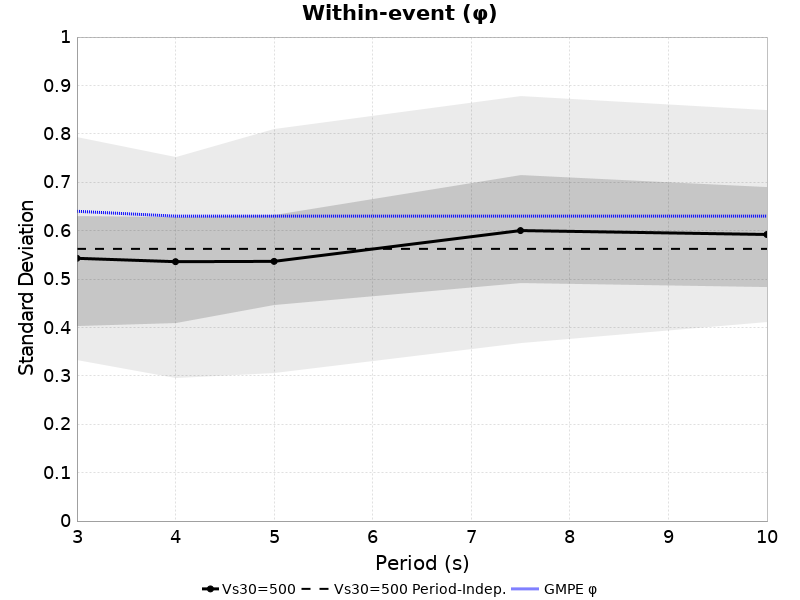 Within-event (φ)
Standard Deviation
1
0.9
0.8
0.7
0.6
0.5
0.4
0.3
0.2
0.1
0
3 4 5 6 7 8 9 10
Period (s)
Vs30=500 Vs30=500 Period-Indep. GMPE φ